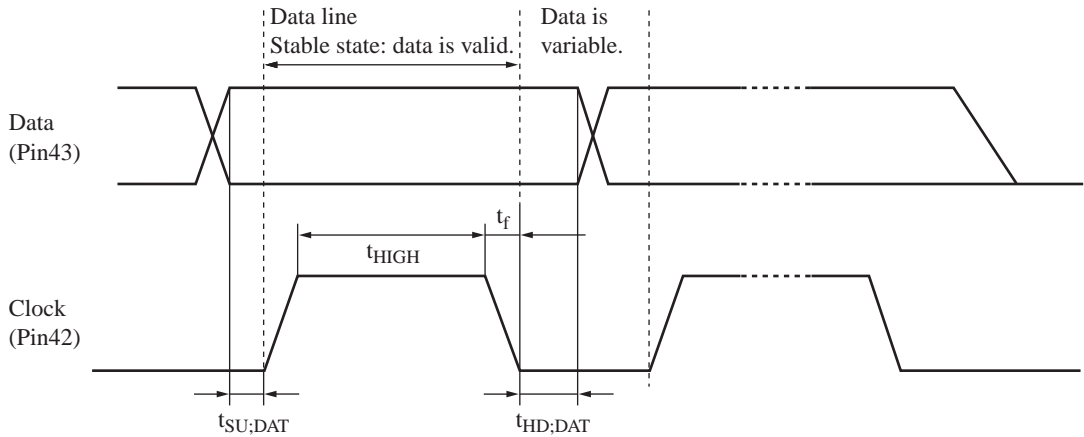 Data line
Stable state: data is valid.
Data is
variable.
Data
(Pin43)
tf
tHIGH
Clock
(Pin42)
tSU;DAT
tHD;DAT